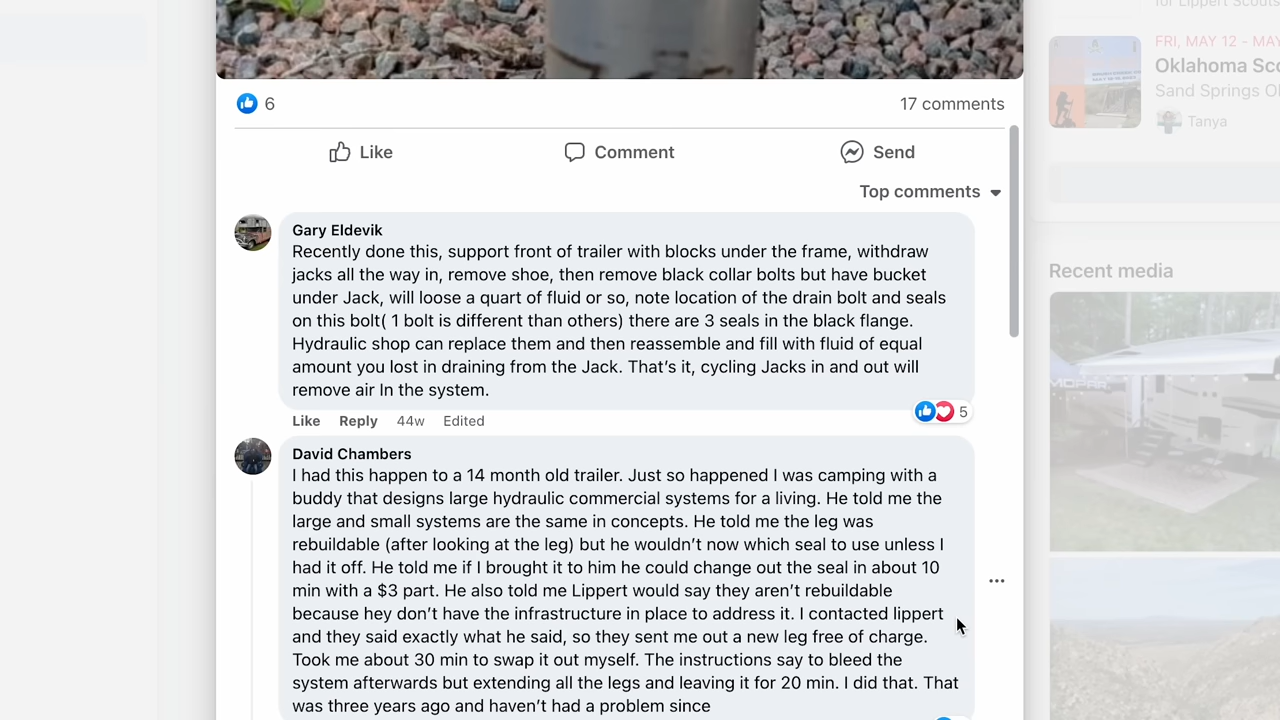 for Lippert Scouts
FRI, MAY 12 - MAY
Oklahoma Sco
Sand Springs O
Tanya
6
17 comments
Like
Comment
Send
Top comments
Gary Eldevik
Recently done this, support front of trailer with blocks under the frame, withdraw
jacks all the way in, remove shoe, then remove black collar bolts but have bucket
under Jack, will loose a quart of fluid or so, note location of the drain bolt and seals
on this bolt( 1 bolt is different than others) there are 3 seals in the black flange.
Hydraulic shop can replace them and then reassemble and fill with fluid of equal
amount you lost in draining from the Jack. That’s it, cycling Jacks in and out will
remove air In the system.
Like Reply 44w Edited
5
David Chambers
I had this happen to a 14 month old trailer. Just so happened I was camping with a
buddy that designs large hydraulic commercial systems for a living. He told me the
large and small systems are the same in concepts. He told me the leg was
rebuildable (after looking at the leg) but he wouldn’t now which seal to use unless I
had it off. He told me if I brought it to him he could change out the seal in about 10
min with a $3 part. He also told me Lippert would say they aren’t rebuildable
because hey don’t have the infrastructure in place to address it. I contacted lippert
and they said exactly what he said, so they sent me out a new leg free of charge.
Took me about 30 min to swap it out myself. The instructions say to bleed the
system afterwards but extending all the legs and leaving it for 20 min. I did that. That
was three years ago and haven’t had a problem since
Recent media
MOPAR